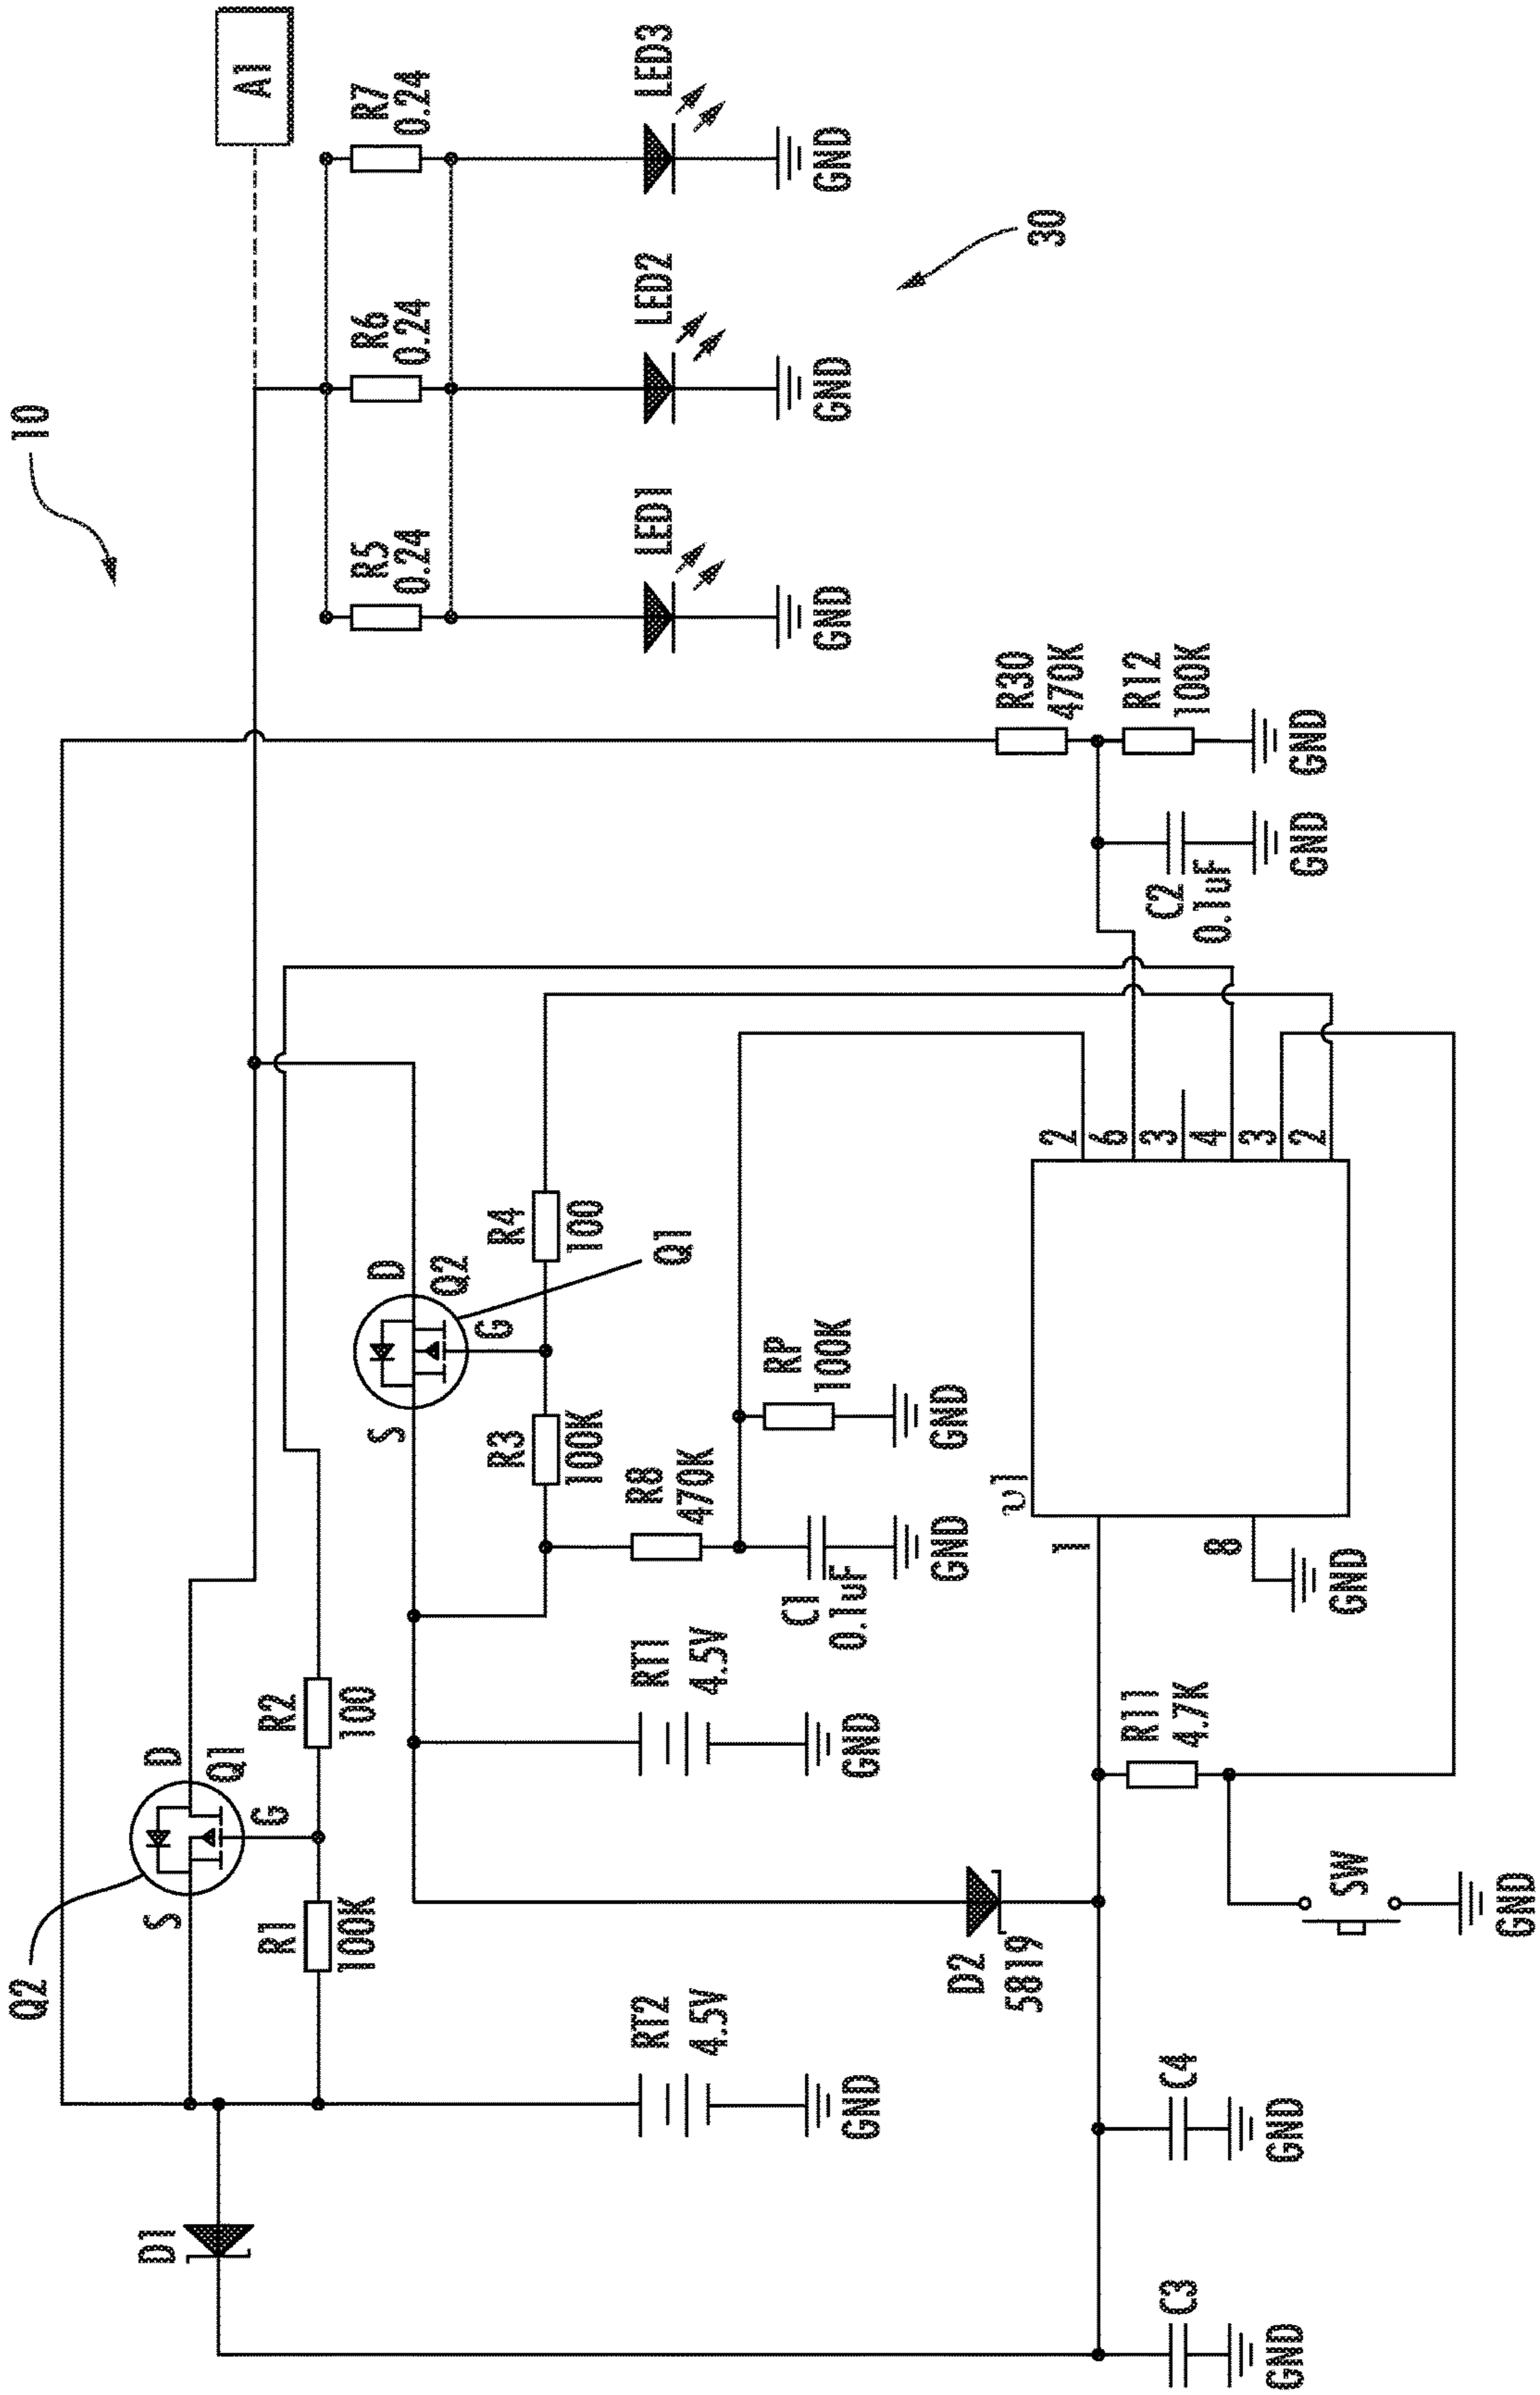 10
A1
R7
0.24
R6
0.24
R5
0.24
LED3
LED2
LED1
GND
GND
GND
30
R30
470K
R12
100K
GND
C2
0.1uF
GND
Q2
D
Q1
G
S
R1
100K
R2
100
D
Q2
G
S
Q1
R4
100
R3
100K
R8
470K
RP
100K
GND
C1
0.1uF
GND
RT1
4.5V
GND
RT2
4.5V
GND
D1
D2
5819
1
8
GND
2
6
3
4
3
2
R11
4.7K
SW
GND
C4
GND
C3
GND